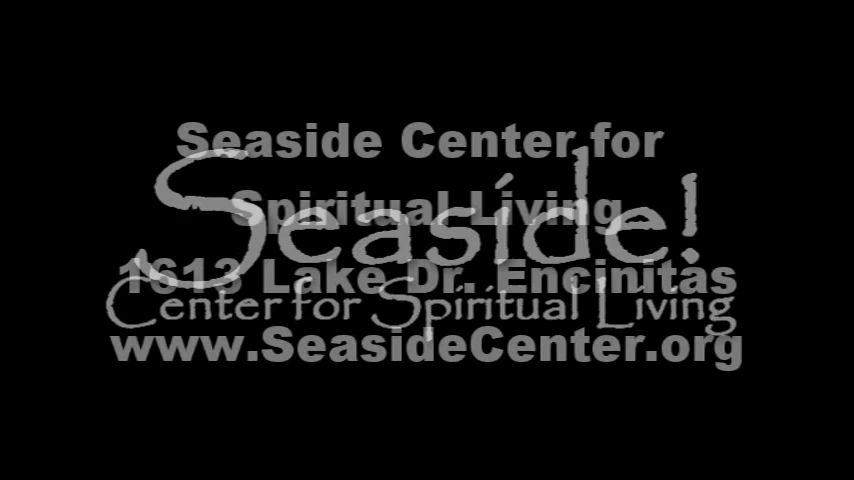 Seaside Center for
Seaside!
Spiritual Living
1613 Lake Dr. Encinitas
Center for Spiritual Living
www.SeasideCenter.org